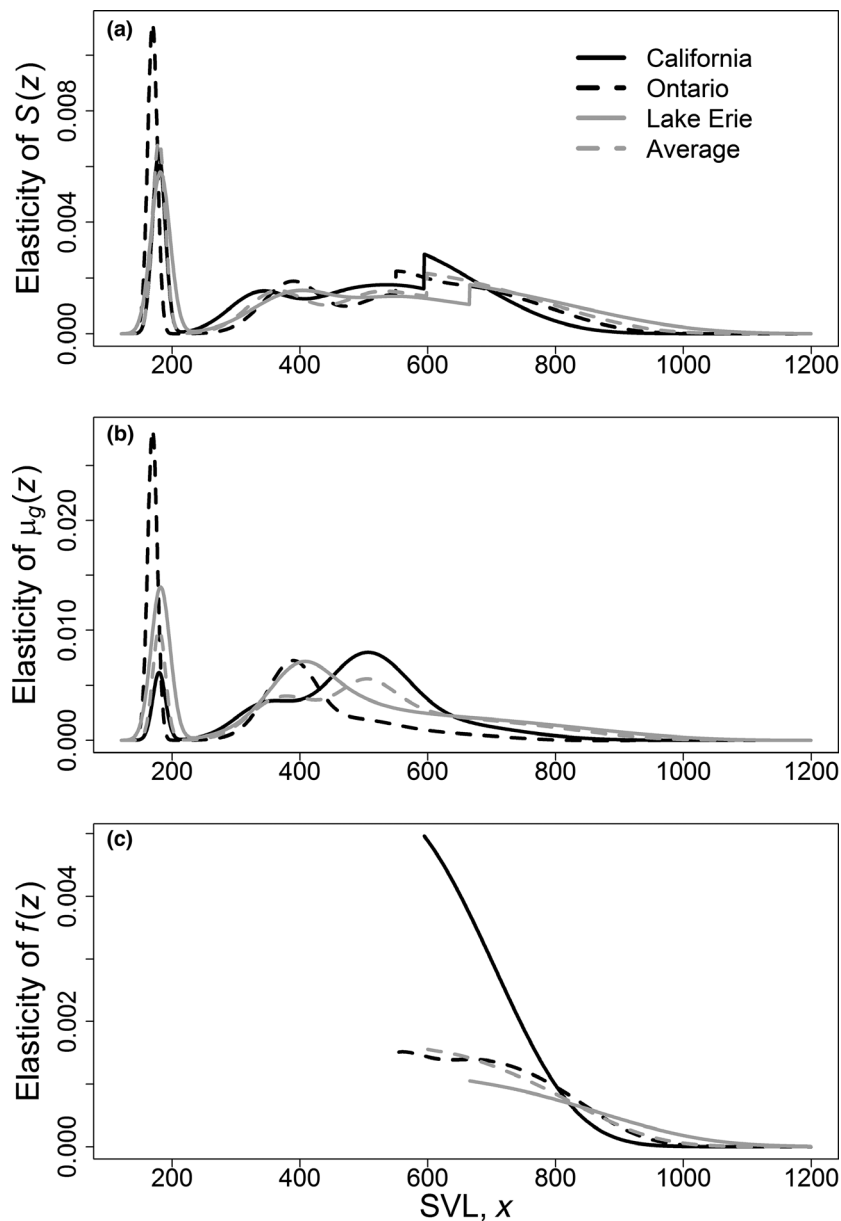 (a)
Elasticity of S(z)
0.000 0.004 0.008
California
Ontario
Lake Erie
Average
200 400 600 800 1000 1200
(b)
Elasticity of μg(z)
0.000 0.010 0.020
200 400 600 800 1000 1200
(c)
Elasticity of f(z)
0.000 0.002 0.004
200 400 600 800 1000 1200
SVL, x